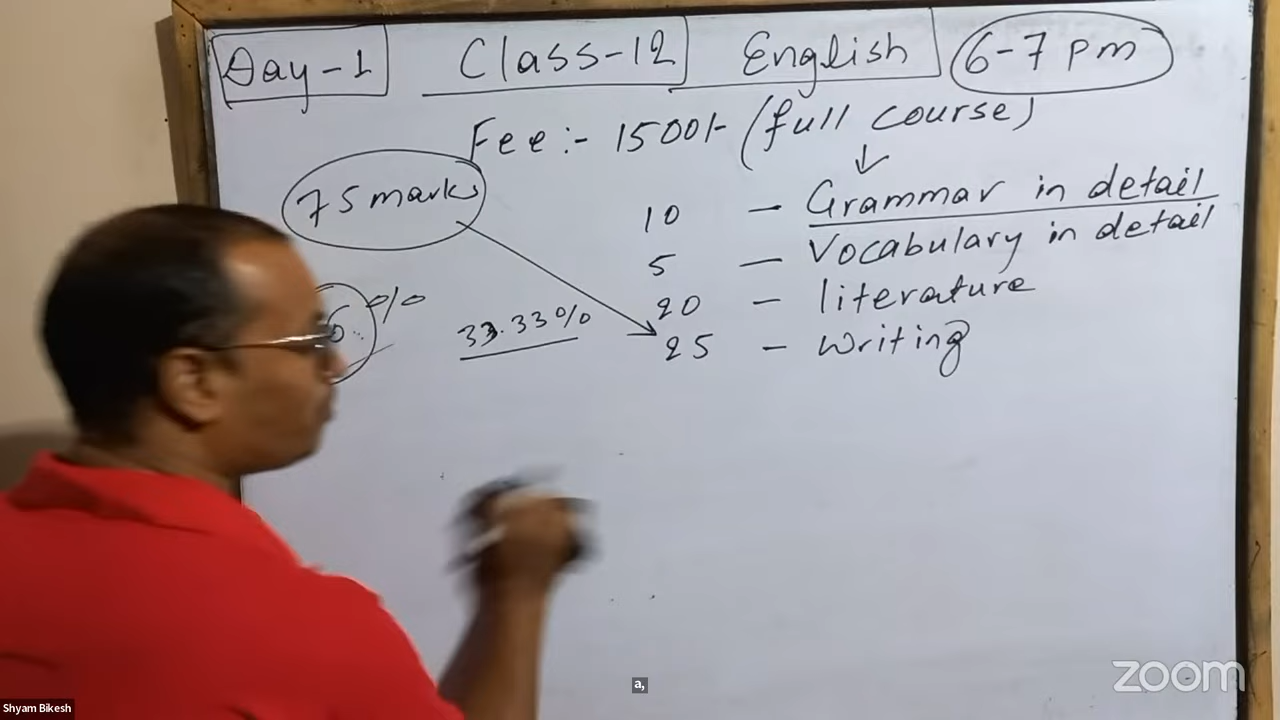 Day-1 Class-12 English 6-7 pm
Fee:- 1500/- (full course)
75 marks
10 - Grammar in detail
5 - Vocabulary in detail
20 - literature
25 - Writing
% 33.33%
a,
Shyam Bikesh
zoom